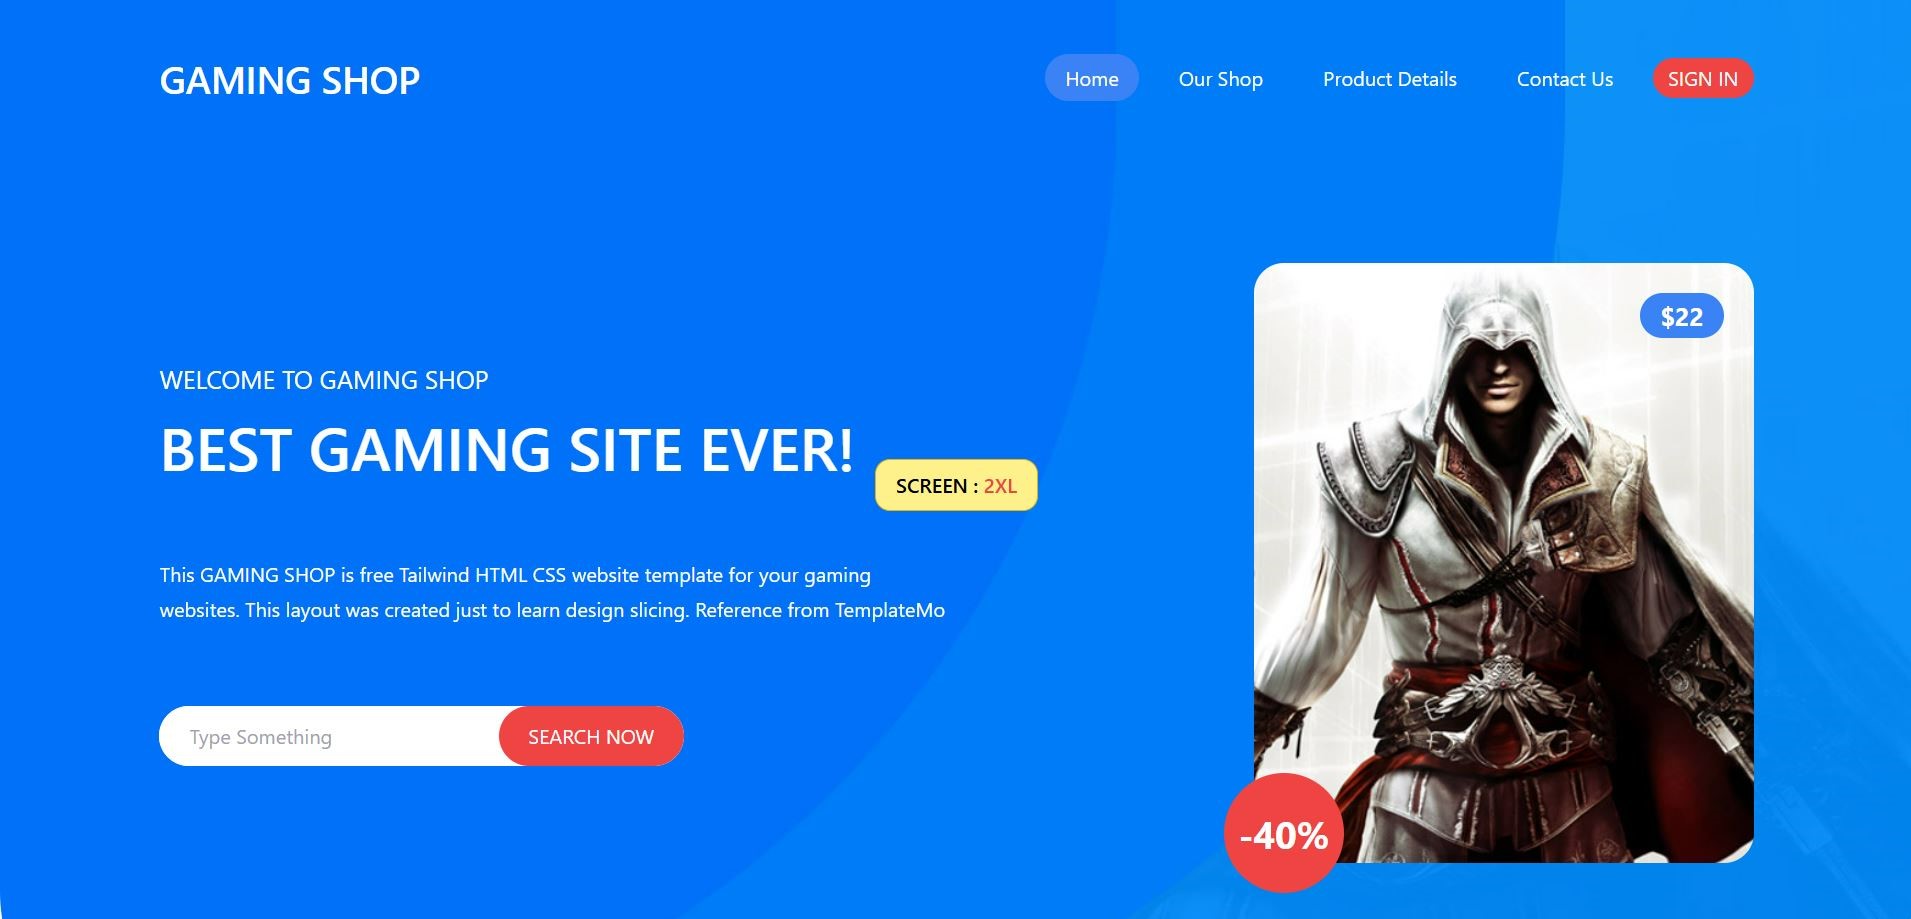 GAMING SHOP
Home
Our Shop
Product Details
Contact Us
SIGN IN
$22
WELCOME TO GAMING SHOP
BEST GAMING SITE EVER!
SCREEN : 2XL
This GAMING SHOP is free Tailwind HTML CSS website template for your gaming
websites. This layout was created just to learn design slicing. Reference from TemplateMo
Type Something
SEARCH NOW
-40%